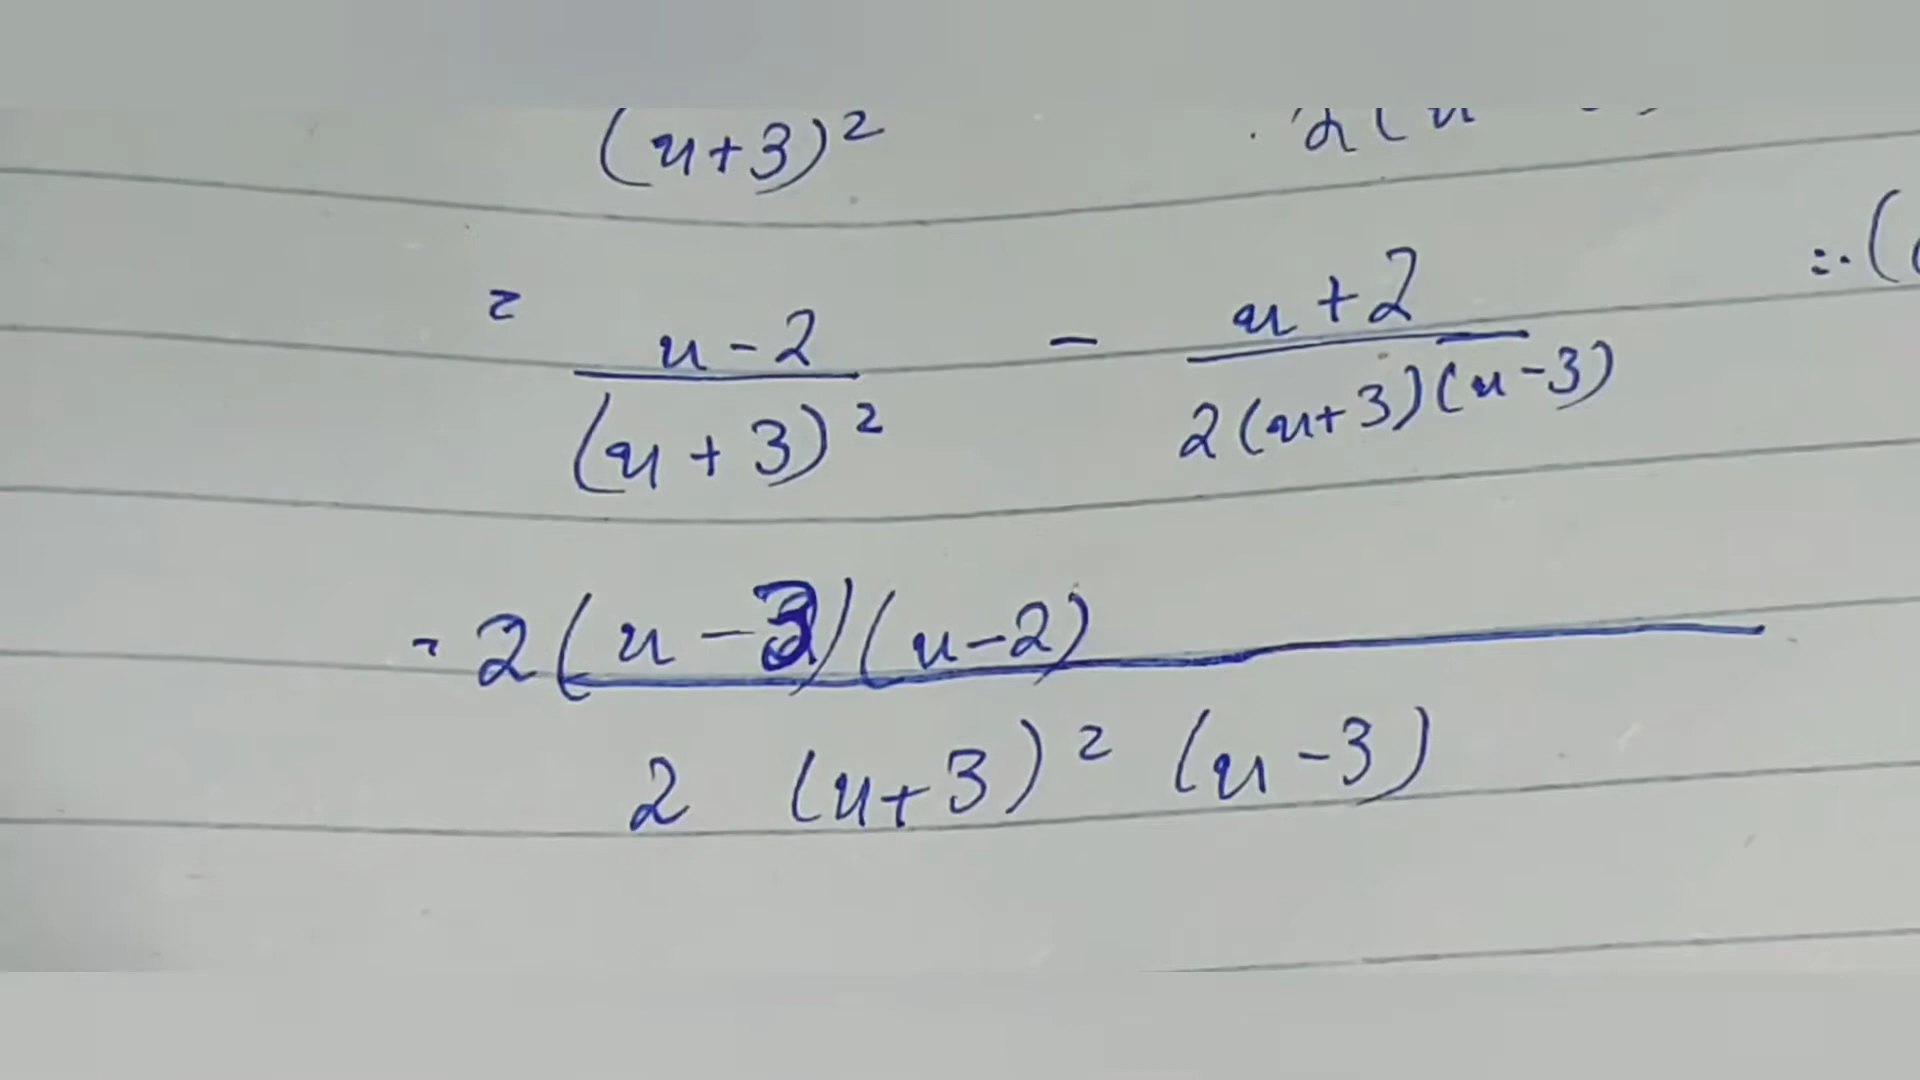 (x+3)²
= x-2 / (x+3)² - x+2 / 2(x+3)(x-3) ∴ (
= 2(x-3)(x-2) / 2 (x+3)² (x-3)